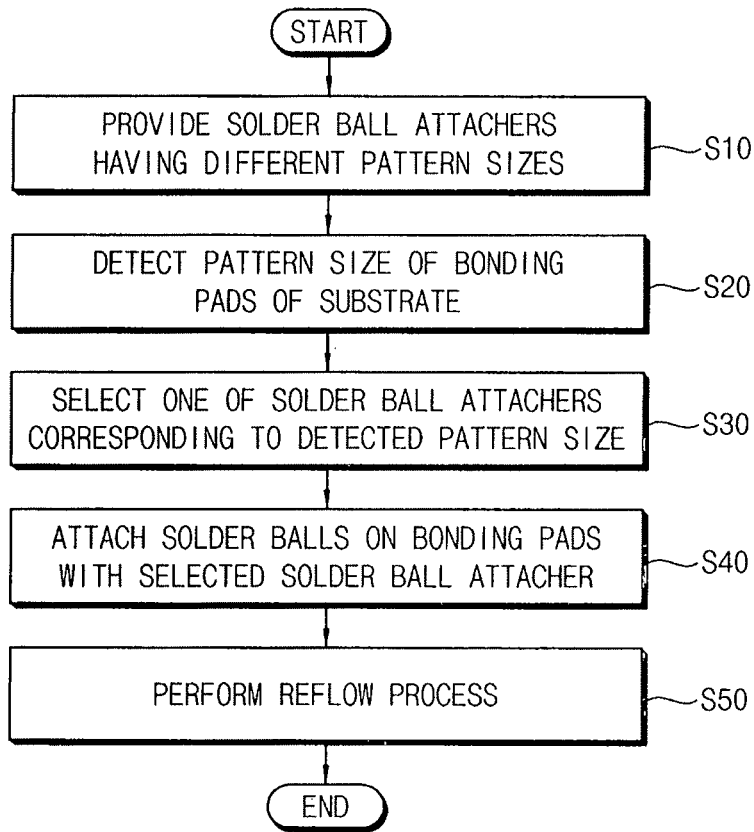 START
PROVIDE SOLDER BALL ATTACHERS
HAVING DIFFERENT PATTERN SIZES
S10
DETECT PATTERN SIZE OF BONDING
PADS OF SUBSTRATE
S20
SELECT ONE OF SOLDER BALL ATTACHERS
CORRESPONDING TO DETECTED PATTERN SIZE
S30
ATTACH SOLDER BALLS ON BONDING PADS
WITH SELECTED SOLDER BALL ATTACHER
S40
PERFORM REFLOW PROCESS
S50
END